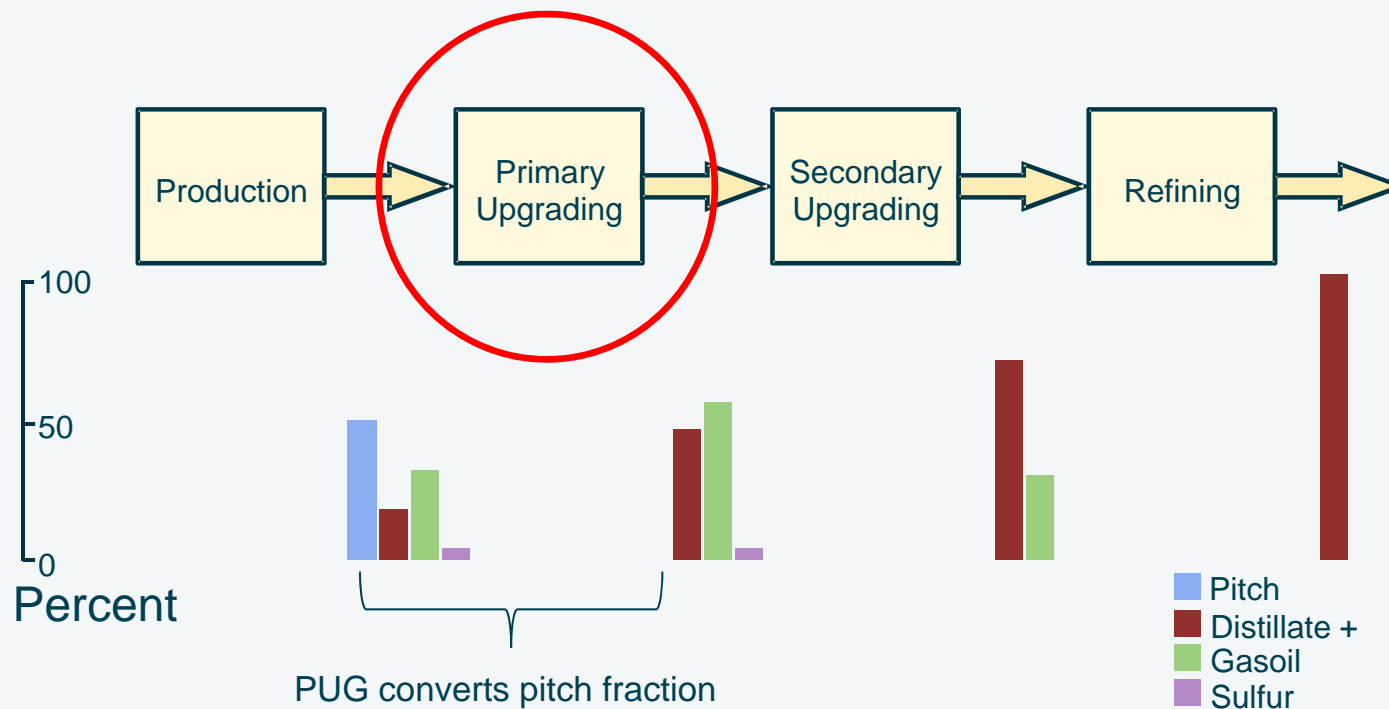 Production
Primary
Upgrading
Secondary
Upgrading
Refining
100
50
0
Percent
PUG converts pitch fraction
Pitch
Distillate +
Gasoil
Sulfur